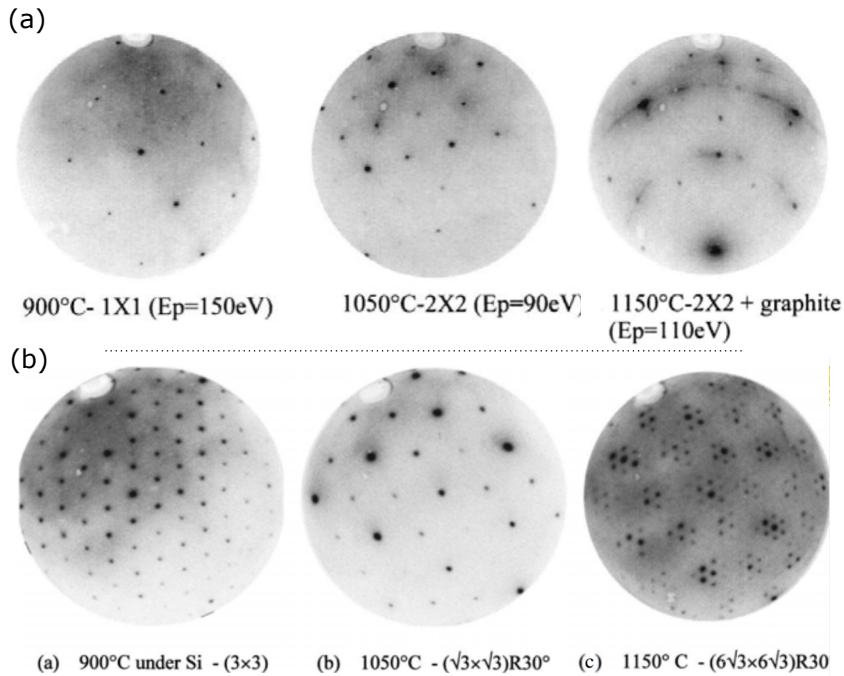 (a)
900°C- 1X1 (Ep=150eV)
1050°C-2X2 (Ep=90eV)
1150°C-2X2 + graphite
(Ep=110eV)
(b)
(a) 900°C under Si - (3×3)
(b) 1050°C - (√3×√3)R30°
(c) 1150° C - (6√3×6√3)R30